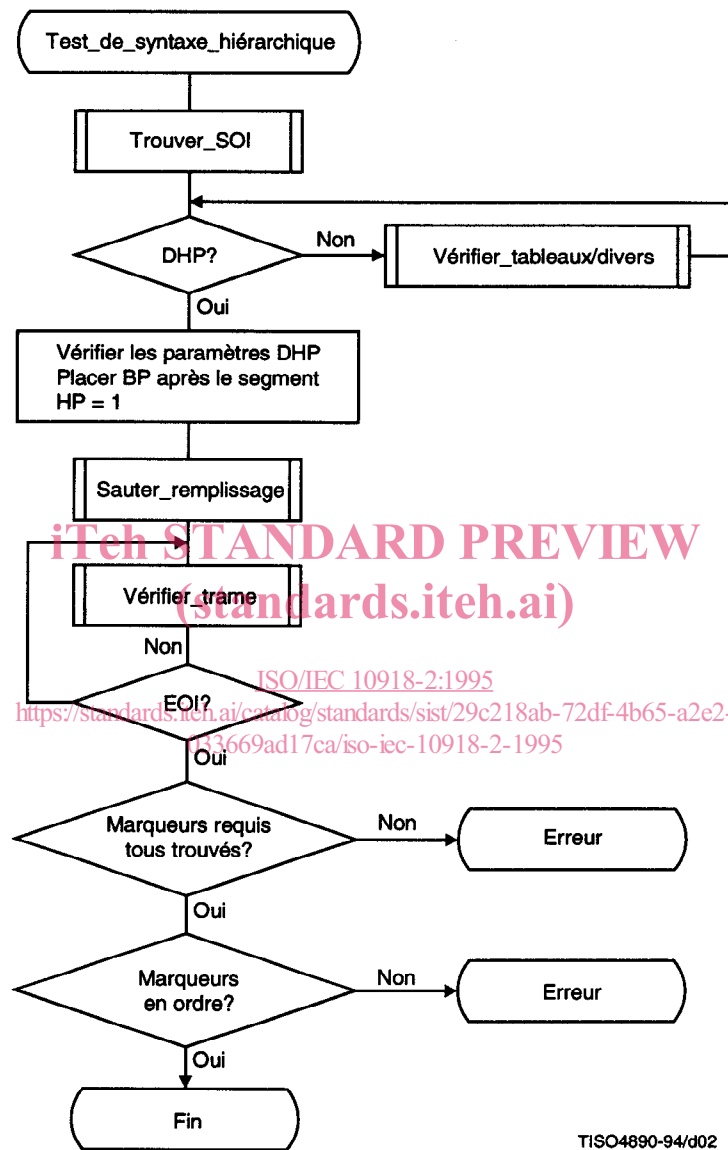 Test_de_syntaxe_hiérarchique
Trouver_SOI
DHP?
Non
Vérifier_tableaux/divers
Oui
Vérifier les paramètres DHP
Placer BP après le segment
HP = 1
Sauter_remplissage
iTeh STANDARD PREVIEW
Vérifier_trame
(standards.iteh.ai)
Non
EOI?
ISO/IEC 10918-2:1995
https://standards.iteh.ai/catalog/standards/sist/29c218ab-72df-4b65-a2e2-
033669ad17ca/iso-iec-10918-2-1995
Oui
Marqueurs requis
tous trouvés?
Non
Erreur
Oui
Marqueurs
en ordre?
Non
Erreur
Oui
Fin
TISO4890-94/d02